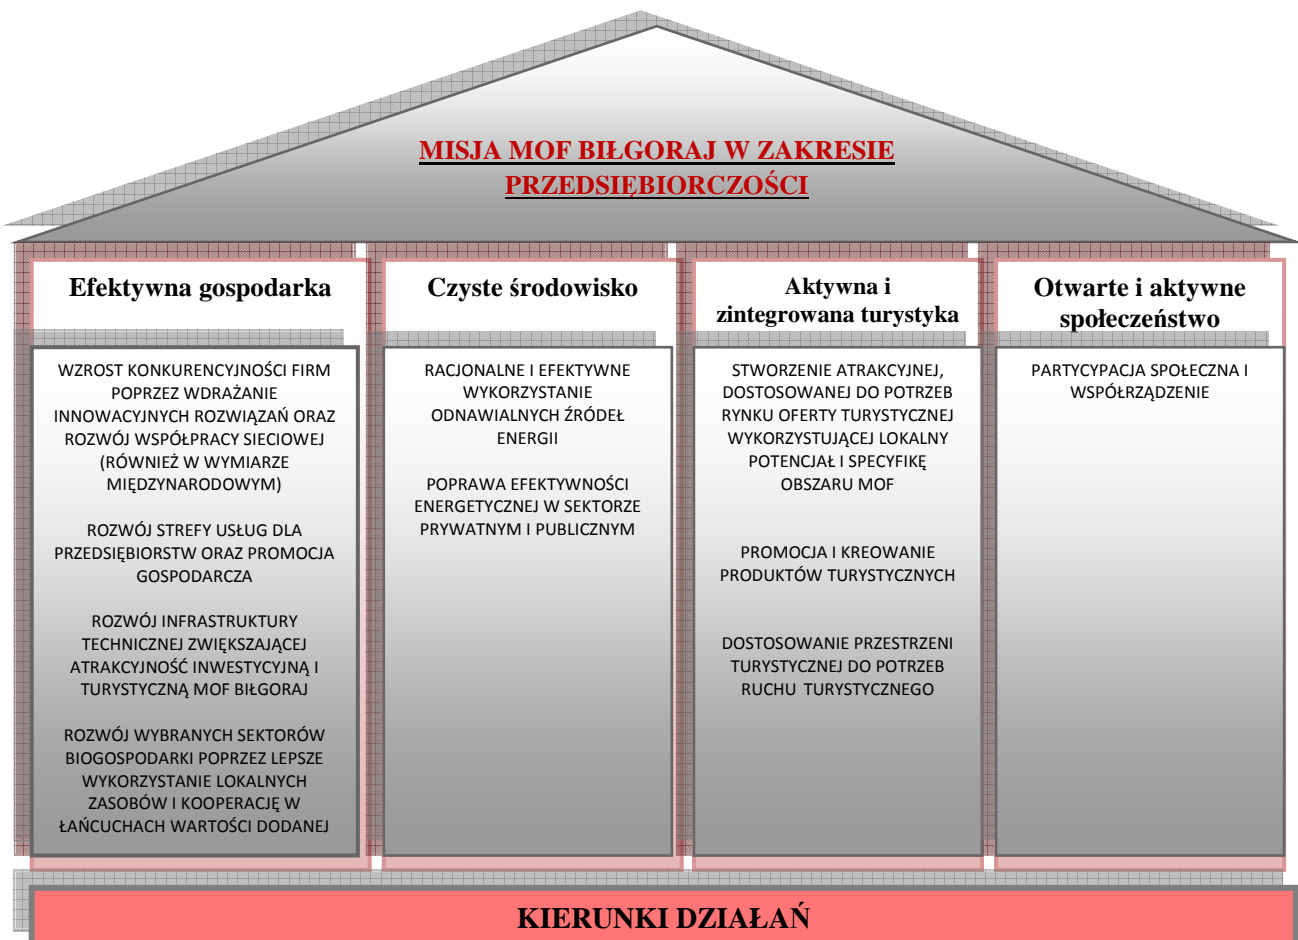 MISJA MOF BIŁGORAJ W ZAKRESIE
PRZEDSIĘBIORCZOŚCI
Efektywna gospodarka
WZROST KONKURENCYJNOŚCI FIRM
POPRZEZ WDRAŻANIE
INNOWACYJNYCH ROZWIĄZAŃ ORAZ
ROZWÓJ WSPÓŁPRACY SIECIOWEJ
(RÓWNIEŻ W WYMIARZE
MIĘDZYNARODOWYM)
ROZWÓJ STREFY USŁUG DLA
PRZEDSIĘBIORSTW ORAZ PROMOCJA
GOSPODARCZA
ROZWÓJ INFRASTRUKTURY
TECHNICZNEJ ZWIĘKSZAJĄCEJ
ATRAKCYJNOŚĆ INWESTYCYJNĄ I
TURYSTYCZNĄ MOF BIŁGORAJ
ROZWÓJ WYBRANYCH SEKTORÓW
BIOGOSPODARKI POPRZEZ LEPSZE
WYKORZYSTANIE LOKALNYCH
ZASOBÓW I KOOPERACJĘ W
ŁAŃCUCHACH WARTOŚCI DODANEJ
Czyste środowisko
RACJONALNE I EFEKTYWNE
WYKORZYSTANIE
ODNAWIALNYCH ŹRÓDEŁ
ENERGII
POPRAWA EFEKTYWNOŚCI
ENERGETYCZNEJ W SEKTORZE
PRYWATNYM I PUBLICZNYM
Aktywna i
zintegrowana turystyka
STWORZENIE ATRAKCYJNEJ,
DOSTOSOWANEJ DO POTRZEB
RYNKU OFERTY TURYSTYCZNEJ
WYKORZYSTUJĄCEJ LOKALNY
POTENCJAŁ I SPECYFIKĘ
OBSZARU MOF
PROMOCJA I KREOWANIE
PRODUKTÓW TURYSTYCZNYCH
DOSTOSOWANIE PRZESTRZENI
TURYSTYCZNEJ DO POTRZEB
RUCHU TURYSTYCZNEGO
Otwarte i aktywne
społeczeństwo
PARTYCYPACJA SPOŁECZNA I
WSPÓŁRZĄDZENIE
KIERUNKI DZIAŁAŃ